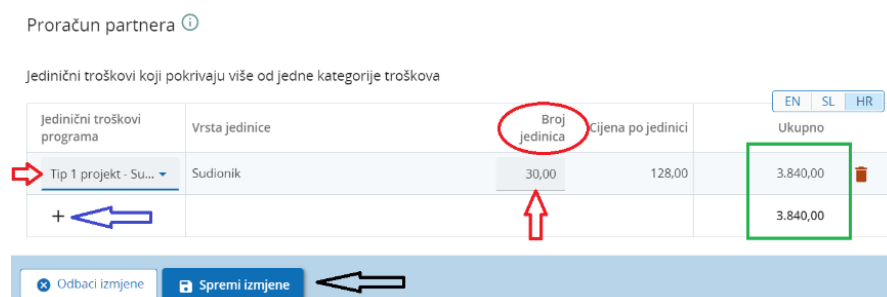 Proračun partnera
Jedinični troškovi koji pokrivaju više od jedne kategorije troškova
EN SL HR
Jedinični troškovi programa Vrsta jedinice Broj jedinica Cijena po jedinici Ukupno
Tip 1 projekt - Su... Sudionik 30,00 128,00 3.840,00
+ 3.840,00
Odbaci izmjene Spremi izmjene